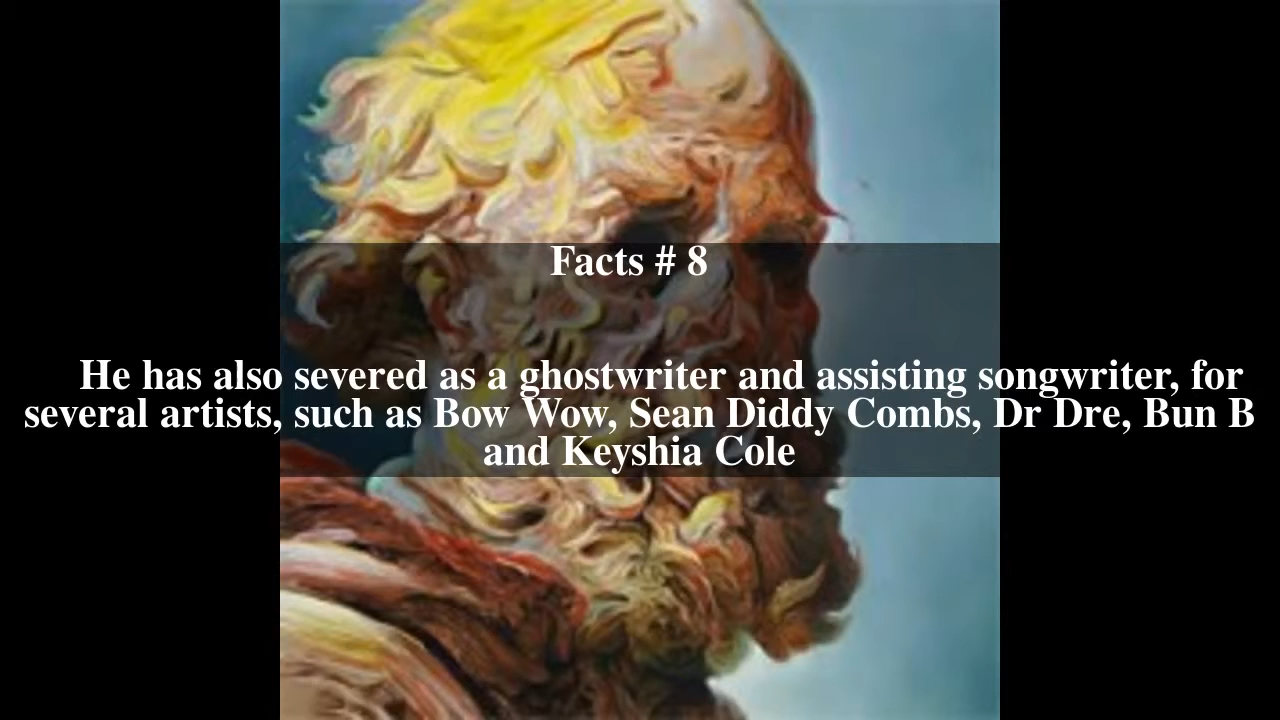 Facts # 8
He has also severed as a ghostwriter and assisting songwriter, for
several artists, such as Bow Wow, Sean Diddy Combs, Dr Dre, Bun B
and Keyshia Cole